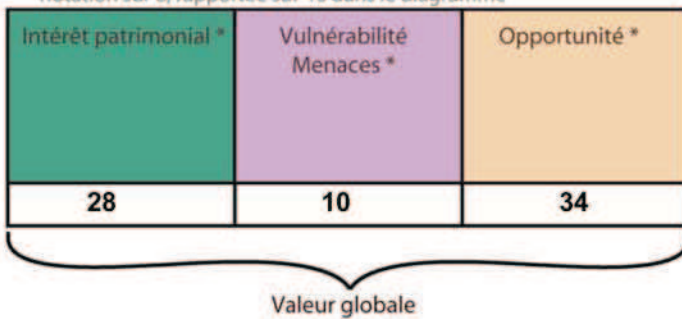 Intérêt patrimonial *
Vulnérabilité
Menaces *
Opportunité *
28
10
34
Valeur globale